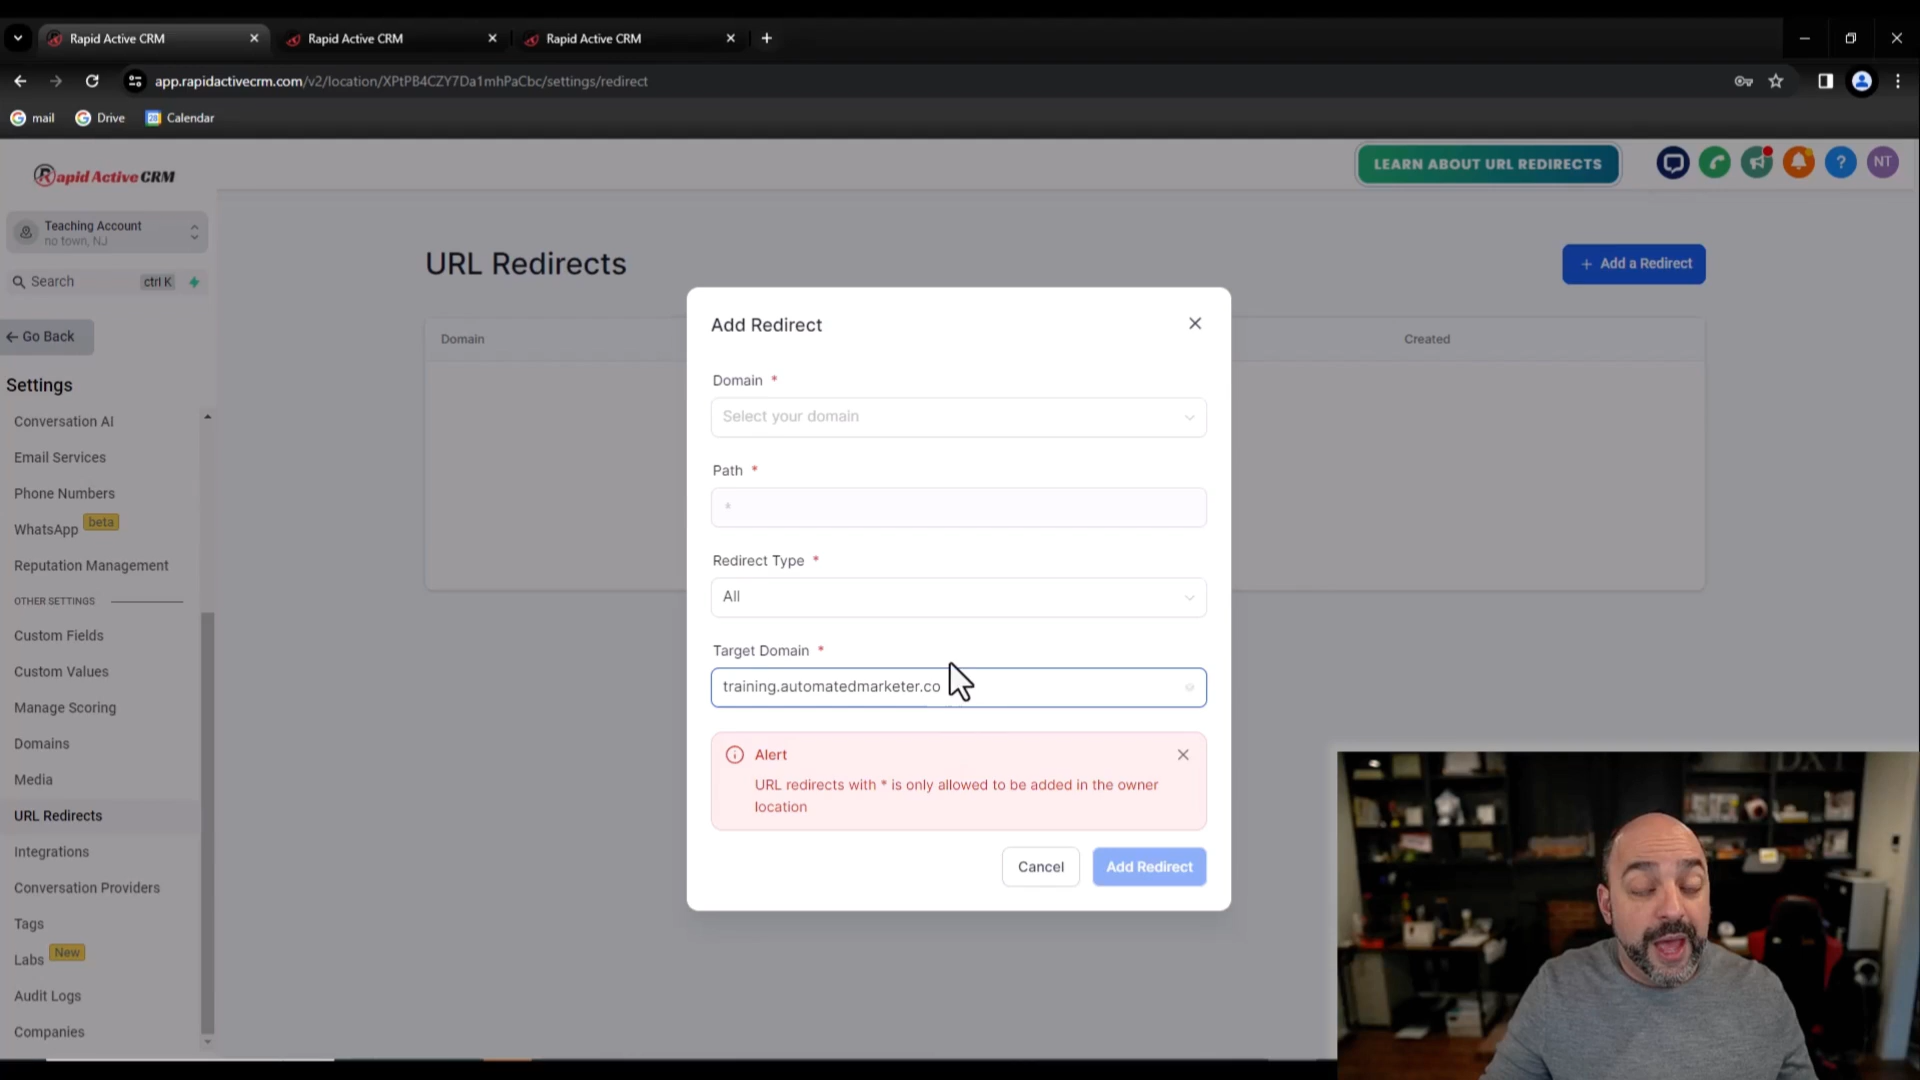 Rapid Active CRM
Rapid Active CRM
Rapid Active CRM
app.rapidactivecrm.com/v2/location/XPtPB4CZY7Da1mhPaCbc/settings/redirect
mail
Drive
Calendar
Rapid Active CRM
LEARN ABOUT URL REDIRECTS
NT
Teaching Account
no town, NJ
Search
ctrl K
← Go Back
Settings
Conversation AI
Email Services
Phone Numbers
WhatsApp beta
Reputation Management
OTHER SETTINGS
Custom Fields
Custom Values
Manage Scoring
Domains
Media
URL Redirects
Integrations
Conversation Providers
Tags
Labs New
Audit Logs
Companies
URL Redirects
+ Add a Redirect
Domain
Created
Add Redirect
Domain *
Select your domain
Path *
*
Redirect Type *
All
Target Domain *
training.automatedmarketer.co
Alert
URL redirects with * is only allowed to be added in the owner
location
Cancel
Add Redirect